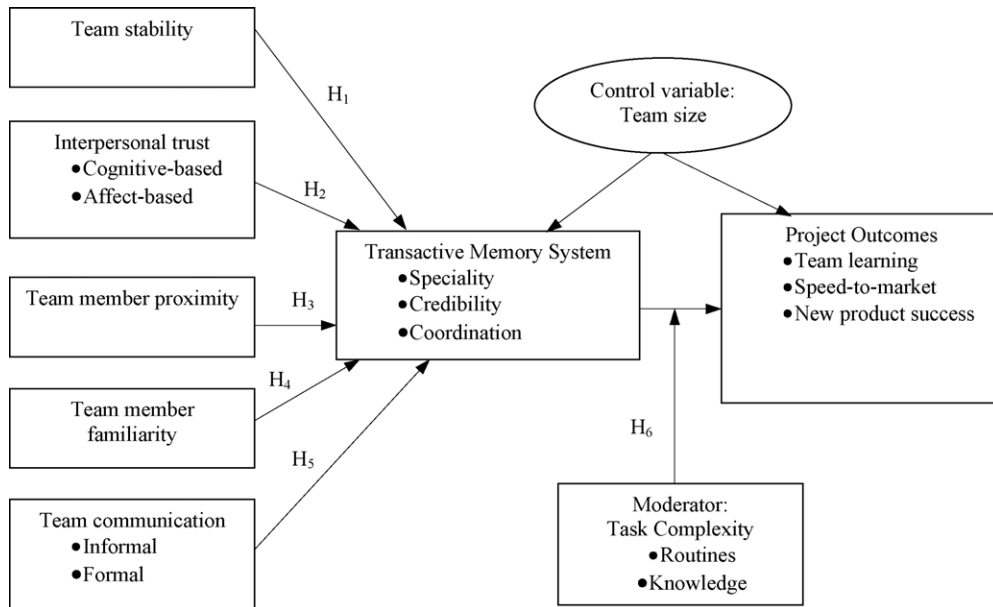 Team stability
H₁
Interpersonal trust
●Cognitive-based
●Affect-based
H₂
Team member proximity
H₃
Team member
familiarity
H₄
Team communication
●Informal
●Formal
H₅
Transactive Memory System
●Speciality
●Credibility
●Coordination
Control variable:
Team size
Project Outcomes
●Team learning
●Speed-to-market
●New product success
H₆
Moderator:
Task Complexity
●Routines
●Knowledge